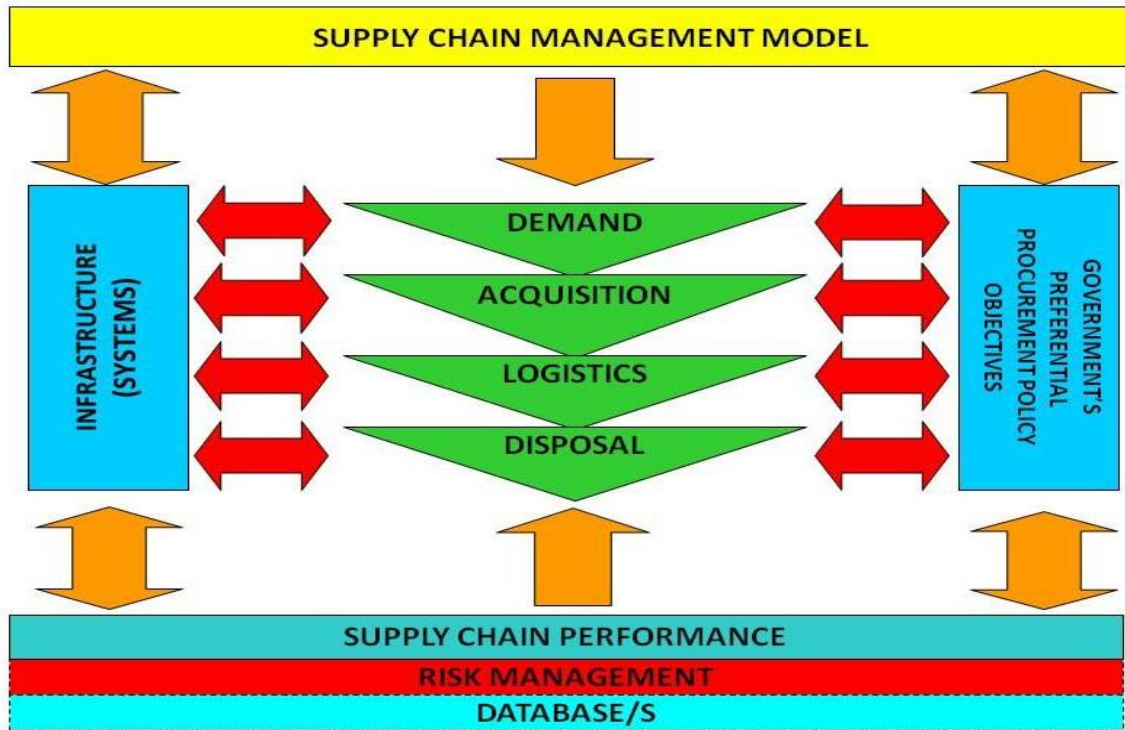 SUPPLY CHAIN MANAGEMENT MODEL
INFRASTRUCTURE
(SYSTEMS)
DEMAND
ACQUISITION
LOGISTICS
DISPOSAL
GOVERNMENT'S
PREFERENTIAL
PROCUREMENT POLICY
OBJECTIVES
SUPPLY CHAIN PERFORMANCE
RISK MANAGEMENT
DATABASE/S